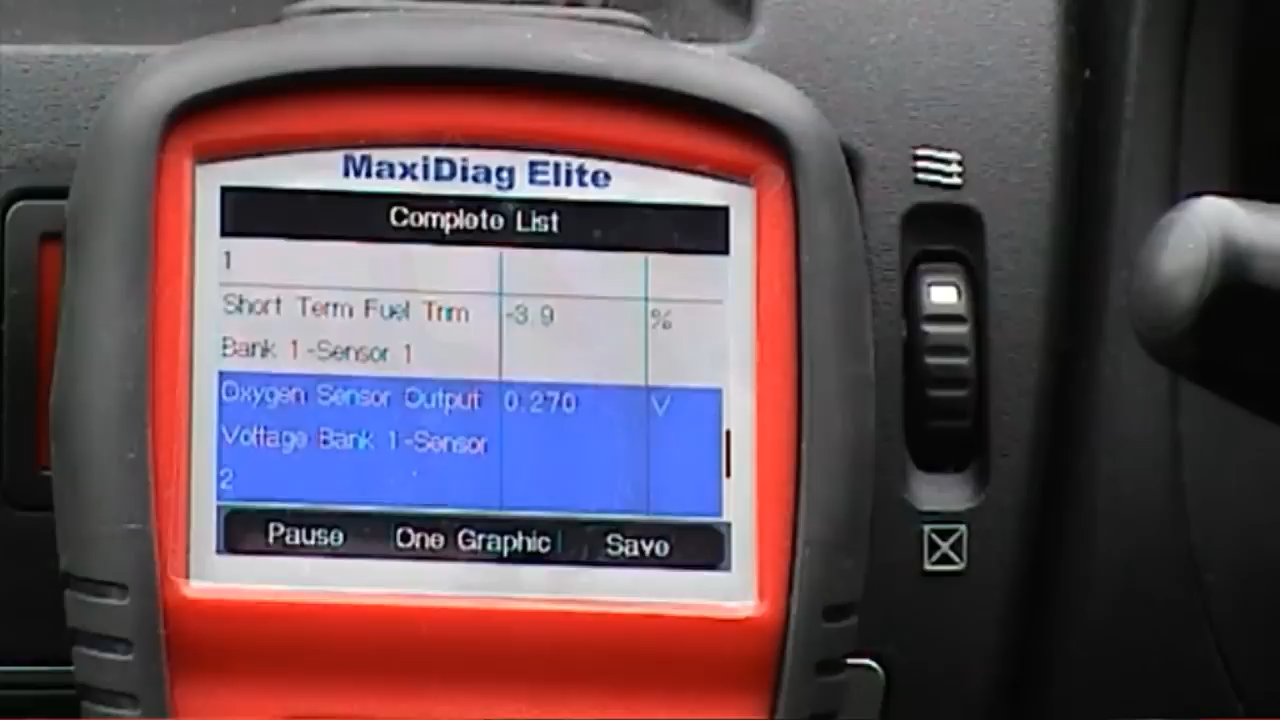 MaxiDiag Elite
Complete List
1
Short Term Fuel Trim -3.9 %
Bank 1-Sensor 1
Oxygen Sensor Output 0.270 V
Voltage Bank 1-Sensor
2
Pause One Graphic Save